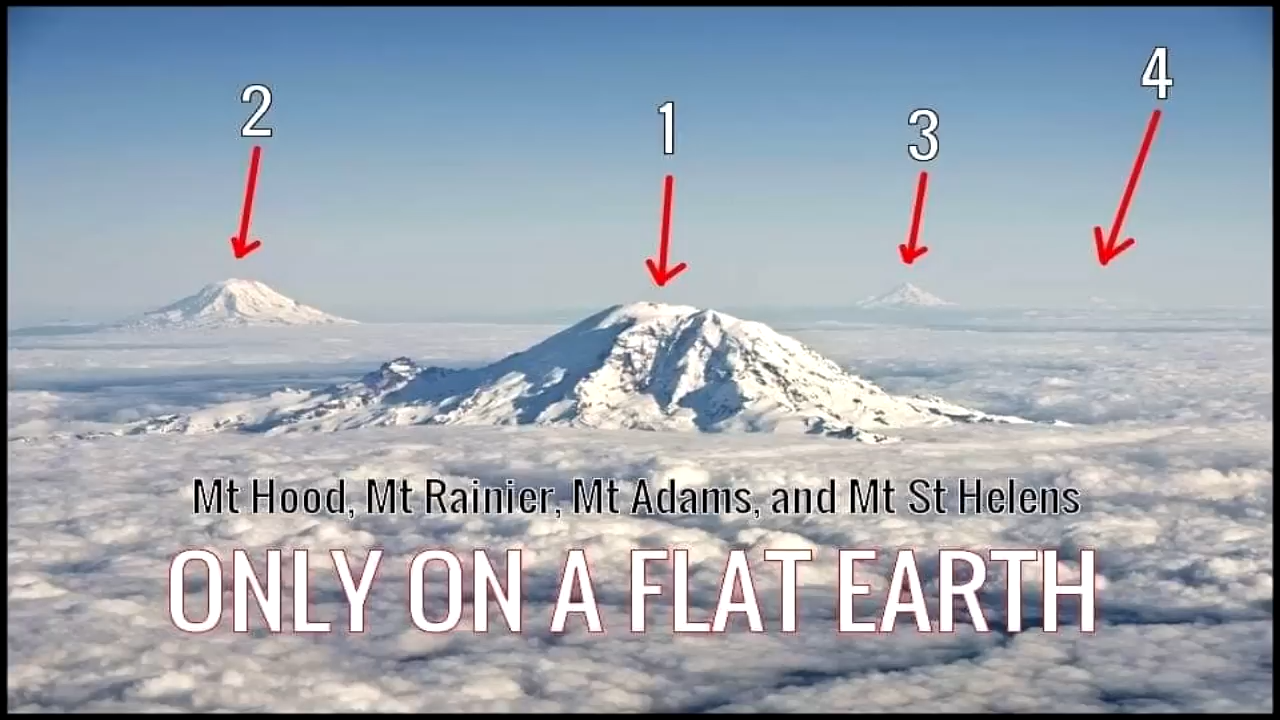 2
1
3
4
Mt Hood, Mt Rainier, Mt Adams, and Mt St Helens
ONLY ON A FLAT EARTH